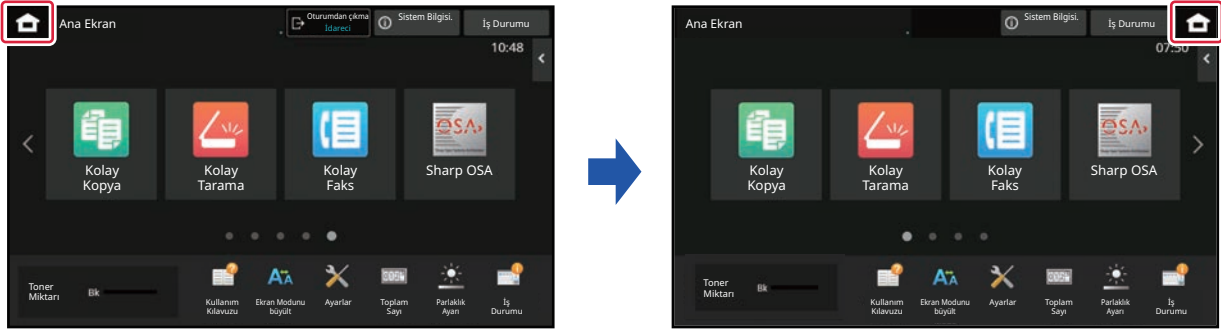 Ana Ekran
Oturumdan çıkma
İdareci
Sistem Bilgisi.
İş Durumu
10:48
Kolay
Kopya
Kolay
Tarama
Kolay
Faks
Sharp OSA
Toner
Miktarı
Bk
Kullanım
Kılavuzu
Ekran Modunu
büyült
Ayarlar
Toplam
Sayı
Parlaklık
Ayarı
İş
Durumu
Ana Ekran
Sistem Bilgisi.
İş Durumu
07:50
Kolay
Kopya
Kolay
Tarama
Kolay
Faks
Sharp OSA
Toner
Miktarı
Bk
Kullanım
Kılavuzu
Ekran Modunu
büyült
Ayarlar
Toplam
Sayı
Parlaklık
Ayarı
İş
Durumu